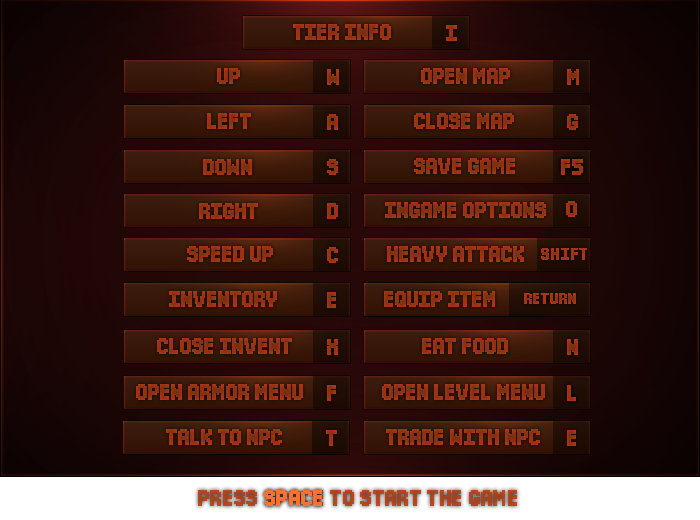 TIER INFO I
UP W OPEN MAP M
LEFT A CLOSE MAP G
DOWN S SAVE GAME F5
RIGHT D INGAME OPTIONS O
SPEED UP C HEAVY ATTACK SHIFT
INVENTORY E EQUIP ITEM RETURN
CLOSE INVENT X EAT FOOD N
OPEN ARMOR MENU F OPEN LEVEL MENU L
TALK TO NPC T TRADE WITH NPC E
PRESS SPACE TO START THE GAME